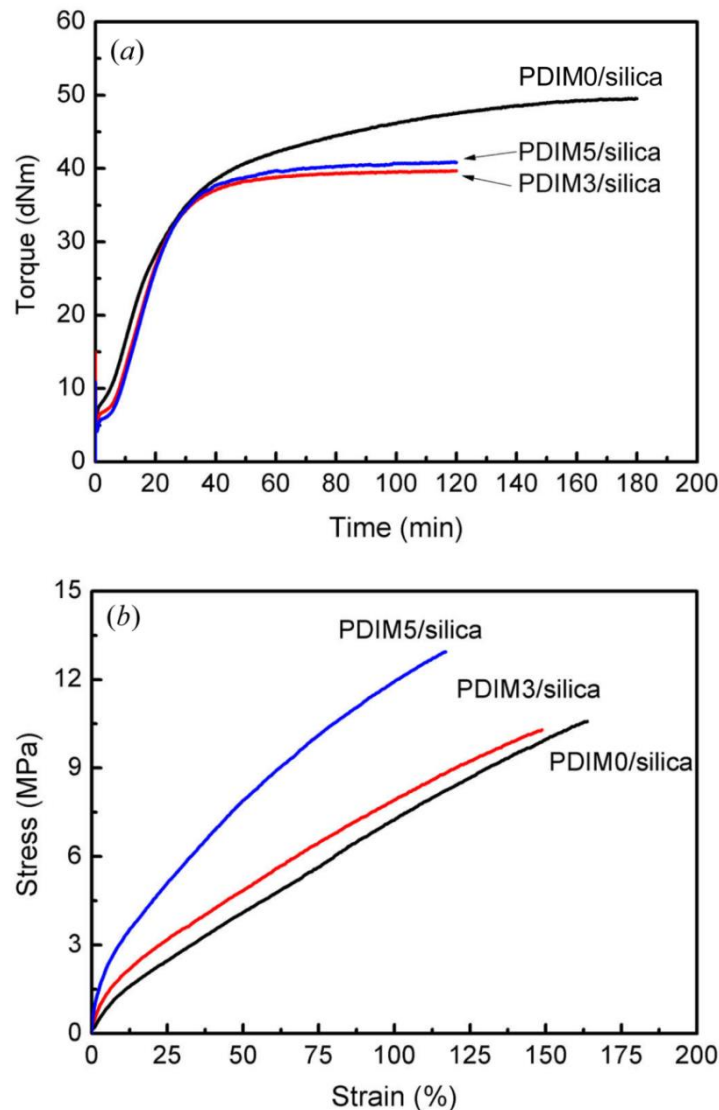 (a)
60
50
40
30
20
10
0
Torque (dNm)
PDIM0/silica
PDIM5/silica
PDIM3/silica
0 20 40 60 80 100 120 140 160 180 200
Time (min)
(b)
15
12
9
6
3
0
Stress (MPa)
PDIM5/silica
PDIM3/silica
PDIM0/silica
0 25 50 75 100 125 150 175 200
Strain (%)